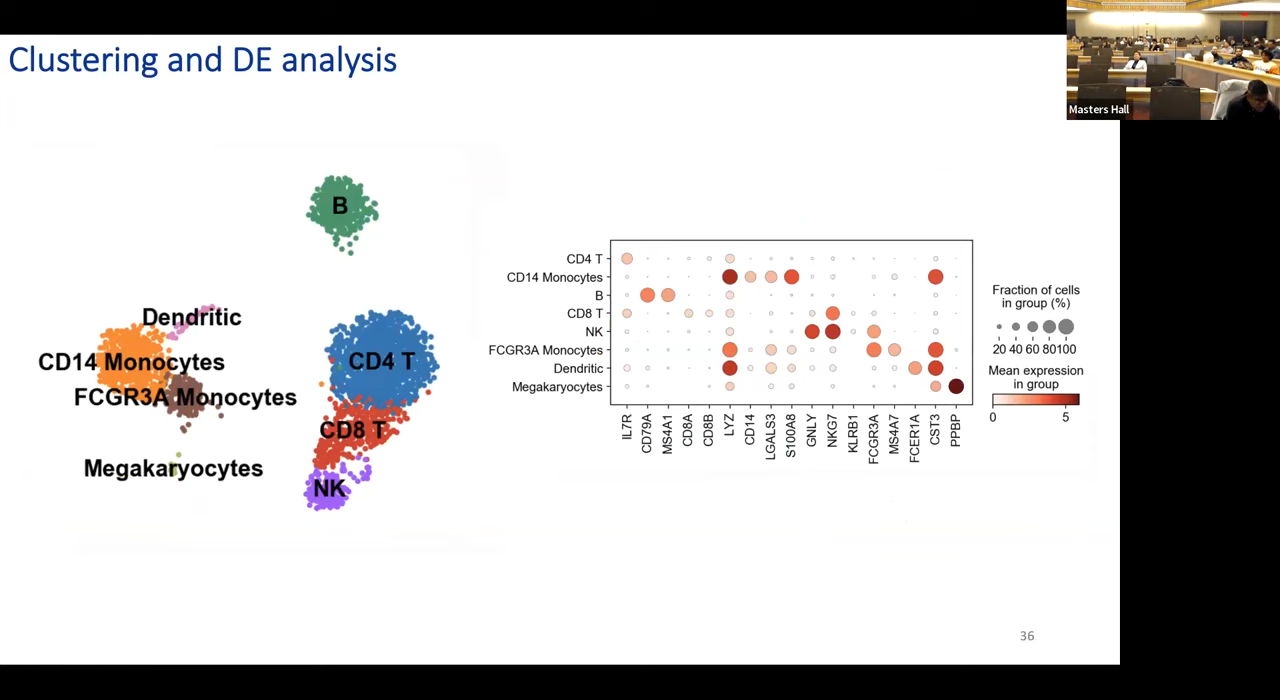 Clustering and DE analysis
Masters Hall
B
Dendritic
CD14 Monocytes
CD4 T
FCGR3A Monocytes
CD8 T
Megakaryocytes
NK
CD4 T
CD14 Monocytes
B
CD8 T
NK
FCGR3A Monocytes
Dendritic
Megakaryocytes
IL7R
CD79A
MS4A1
CD8A
CD8B
LYZ
CD14
LGALS3
S100A8
GNLY
NKG7
KLRB1
FCGR3A
MS4A7
FCER1A
CST3
PPBP
Fraction of cells
in group (%)
20 40 60 80100
Mean expression
in group
0 5
36